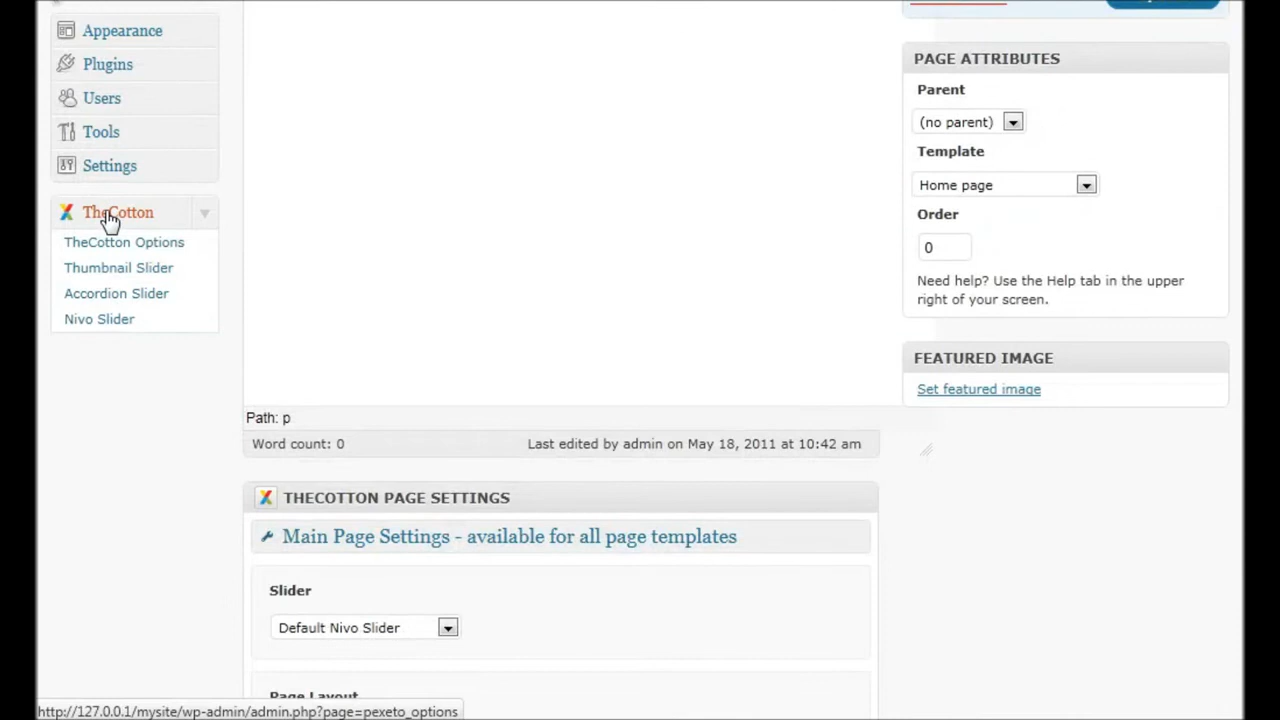 Appearance
Plugins
Users
Tools
Settings
TheCotton
TheCotton Options
Thumbnail Slider
Accordion Slider
Nivo Slider
Path: p
Word count: 0
Last edited by admin on May 18, 2011 at 10:42 am
THECOTTON PAGE SETTINGS
Main Page Settings - available for all page templates
Slider
Default Nivo Slider
Page Layout
PAGE ATTRIBUTES
Parent
(no parent)
Template
Home page
Order
0
Need help? Use the Help tab in the upper
right of your screen.
FEATURED IMAGE
Set featured image
http://127.0.0.1/mysite/wp-admin/admin.php?page=pexeto_options